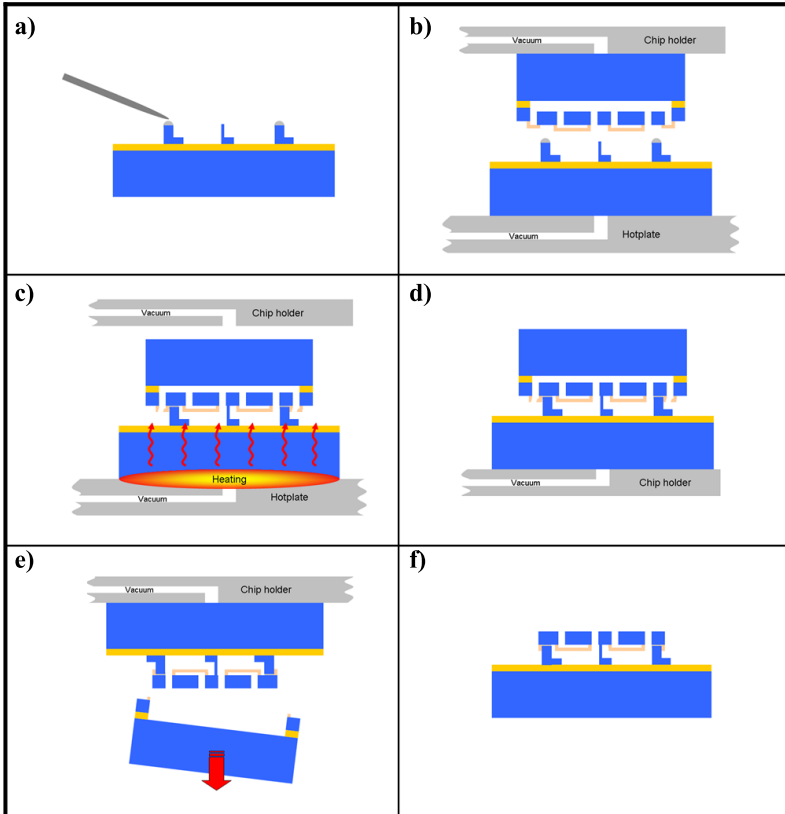 a)
b)
Vacuum
Chip holder
Vacuum
Hotplate
c)
Vacuum
Chip holder
Heating
Vacuum
Hotplate
d)
Vacuum
Chip holder
e)
Vacuum
Chip holder
f)